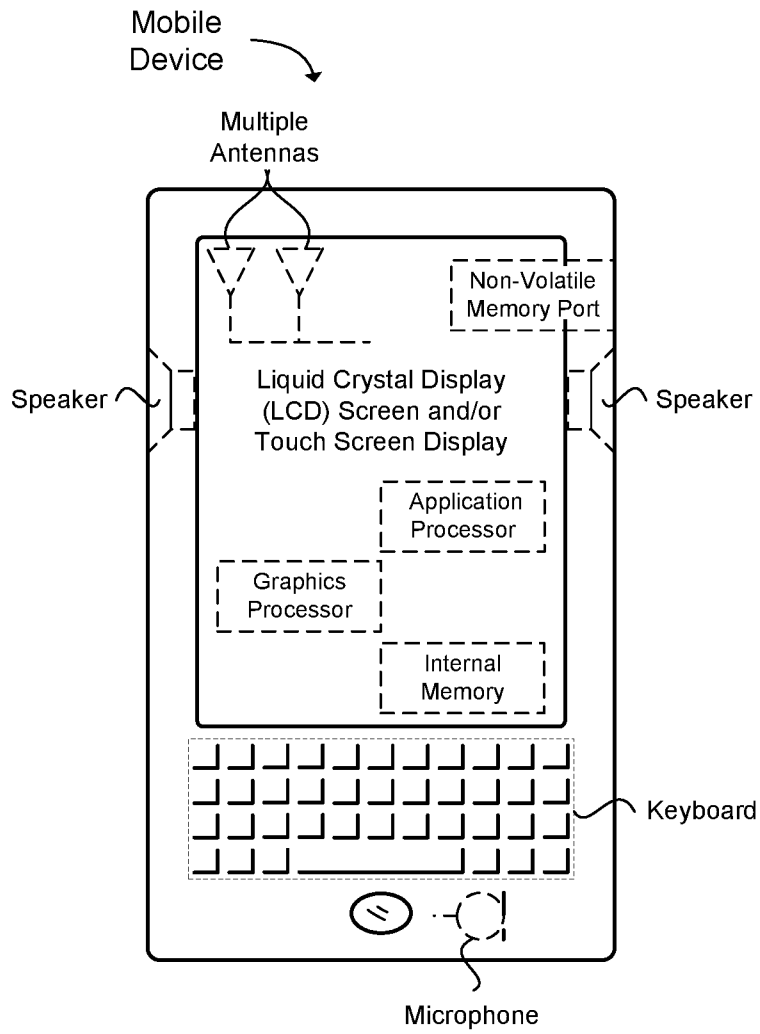 Mobile
Device
Multiple
Antennas
Non-Volatile
Memory Port
Speaker
Liquid Crystal Display
(LCD) Screen and/or
Touch Screen Display
Speaker
Application
Processor
Graphics
Processor
Internal
Memory
Keyboard
Microphone